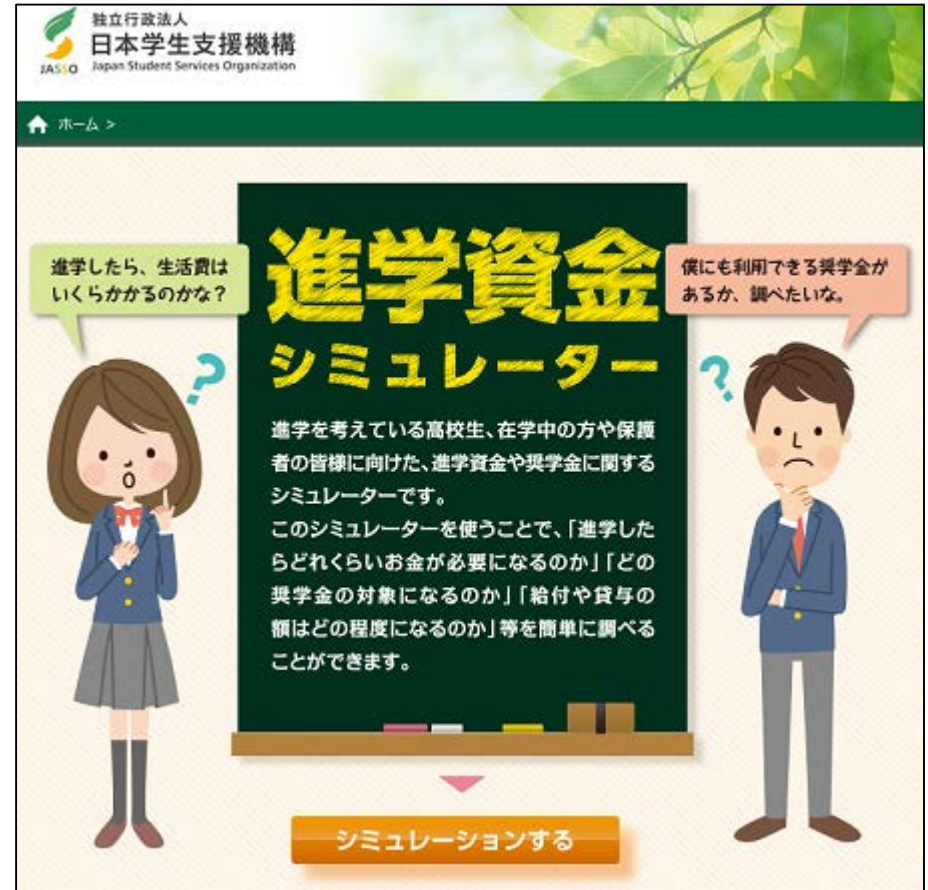 独立行政法人
日本学生支援機構
JASSO Japan Student Services Organization
ホーム >
進学したら、生活費は
いくらかかるのかな？
僕にも利用できる奨学金が
あるか、調べたいな。
進学資金
シミュレーター
進学を考えている高校生、在学中の方や保護
者の皆様に向けた、進学資金や奨学金に関する
シミュレーターです。
このシミュレーターを使うことで、「進学した
らどれくらいお金が必要になるのか」「どの
奨学金の対象になるのか」「給付や貸与の
額はどの程度になるのか」等を簡単に調べる
ことができます。
シミュレーションする